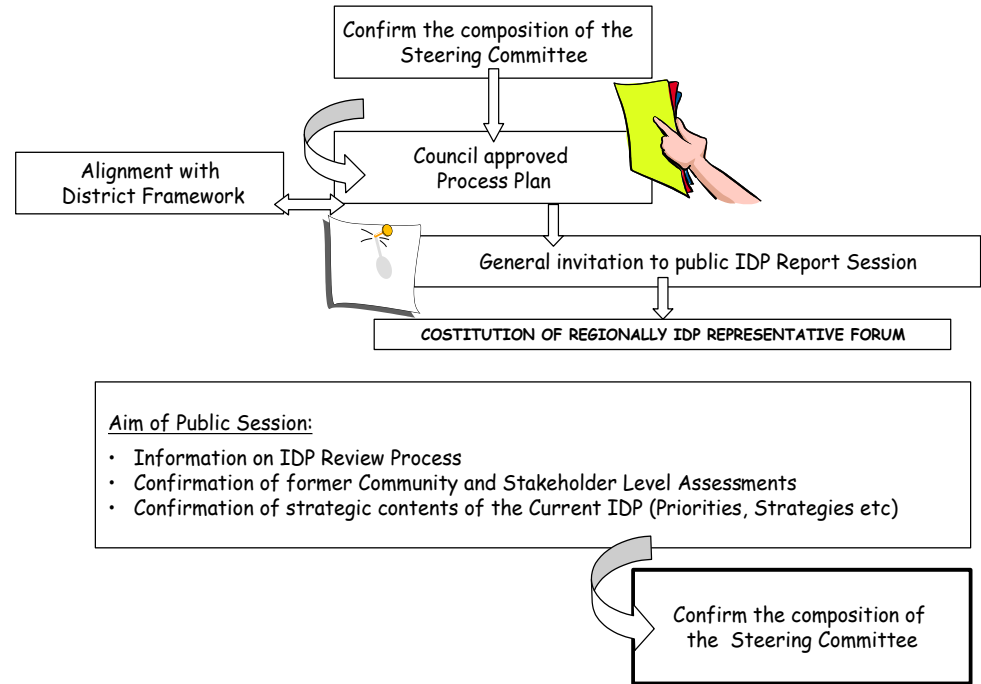 Confirm the composition of the
Steering Committee
Council approved
Process Plan
Alignment with
District Framework
General invitation to public IDP Report Session
COSTITUTION OF REGIONALLY IDP REPRESENTATIVE FORUM
Aim of Public Session:
• Information on IDP Review Process
• Confirmation of former Community and Stakeholder Level Assessments
• Confirmation of strategic contents of the Current IDP (Priorities, Strategies etc)
Confirm the composition of
the Steering Committee